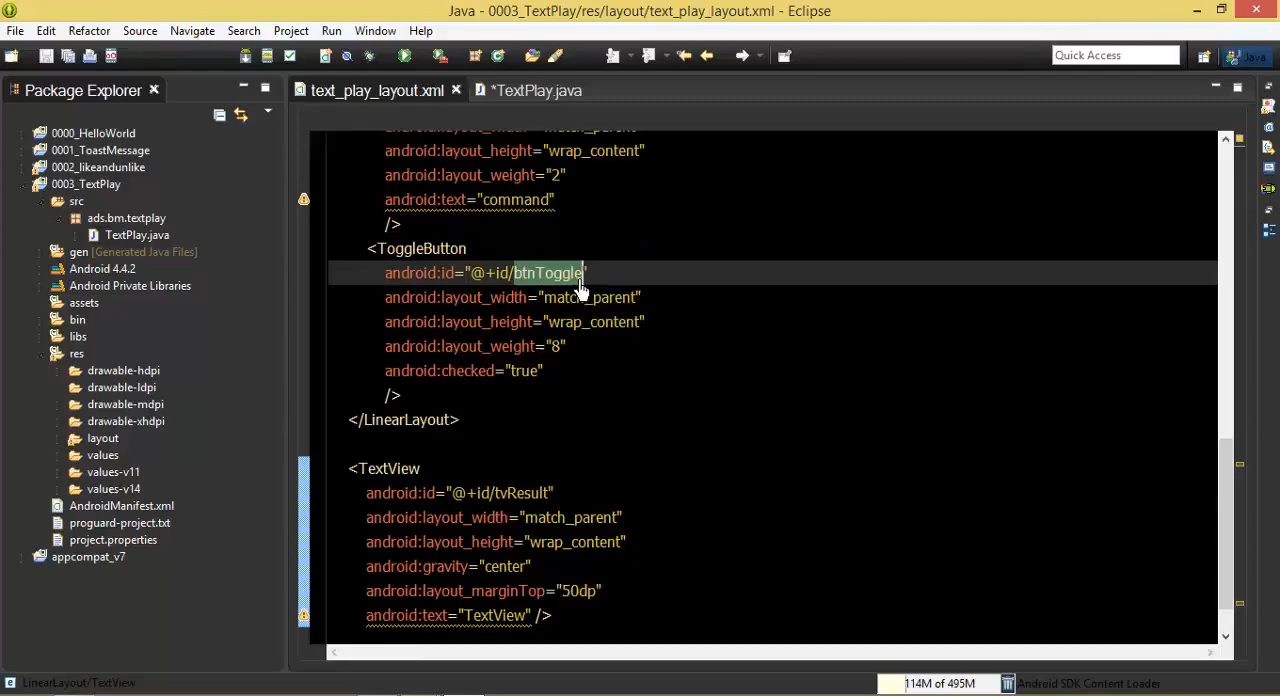 Java - 0003_TextPlay/res/layout/text_play_layout.xml - Eclipse
File Edit Refactor Source Navigate Search Project Run Window Help
Quick Access
Java
Package Explorer
text_play_layout.xml
*TextPlay.java
0000_HelloWorld
0001_ToastMessage
0002_likeandunlike
0003_TextPlay
src
ads.bm.textplay
TextPlay.java
gen [Generated Java Files]
Android 4.4.2
Android Private Libraries
assets
bin
libs
res
drawable-hdpi
drawable-ldpi
drawable-mdpi
drawable-xhdpi
layout
values
values-v11
values-v14
AndroidManifest.xml
proguard-project.txt
project.properties
appcompat_v7
android:layout_width="match_parent"
android:layout_height="wrap_content"
android:layout_weight="2"
android:text="command"
/>
<ToggleButton
android:id="@+id/btnToggle"
android:layout_width="match_parent"
android:layout_height="wrap_content"
android:layout_weight="8"
android:checked="true"
/>
</LinearLayout>
<TextView
android:id="@+id/tvResult"
android:layout_width="match_parent"
android:layout_height="wrap_content"
android:gravity="center"
android:layout_marginTop="50dp"
android:text="TextView" />
LinearLayout/TextView
114M of 495M
Android SDK Content Loader